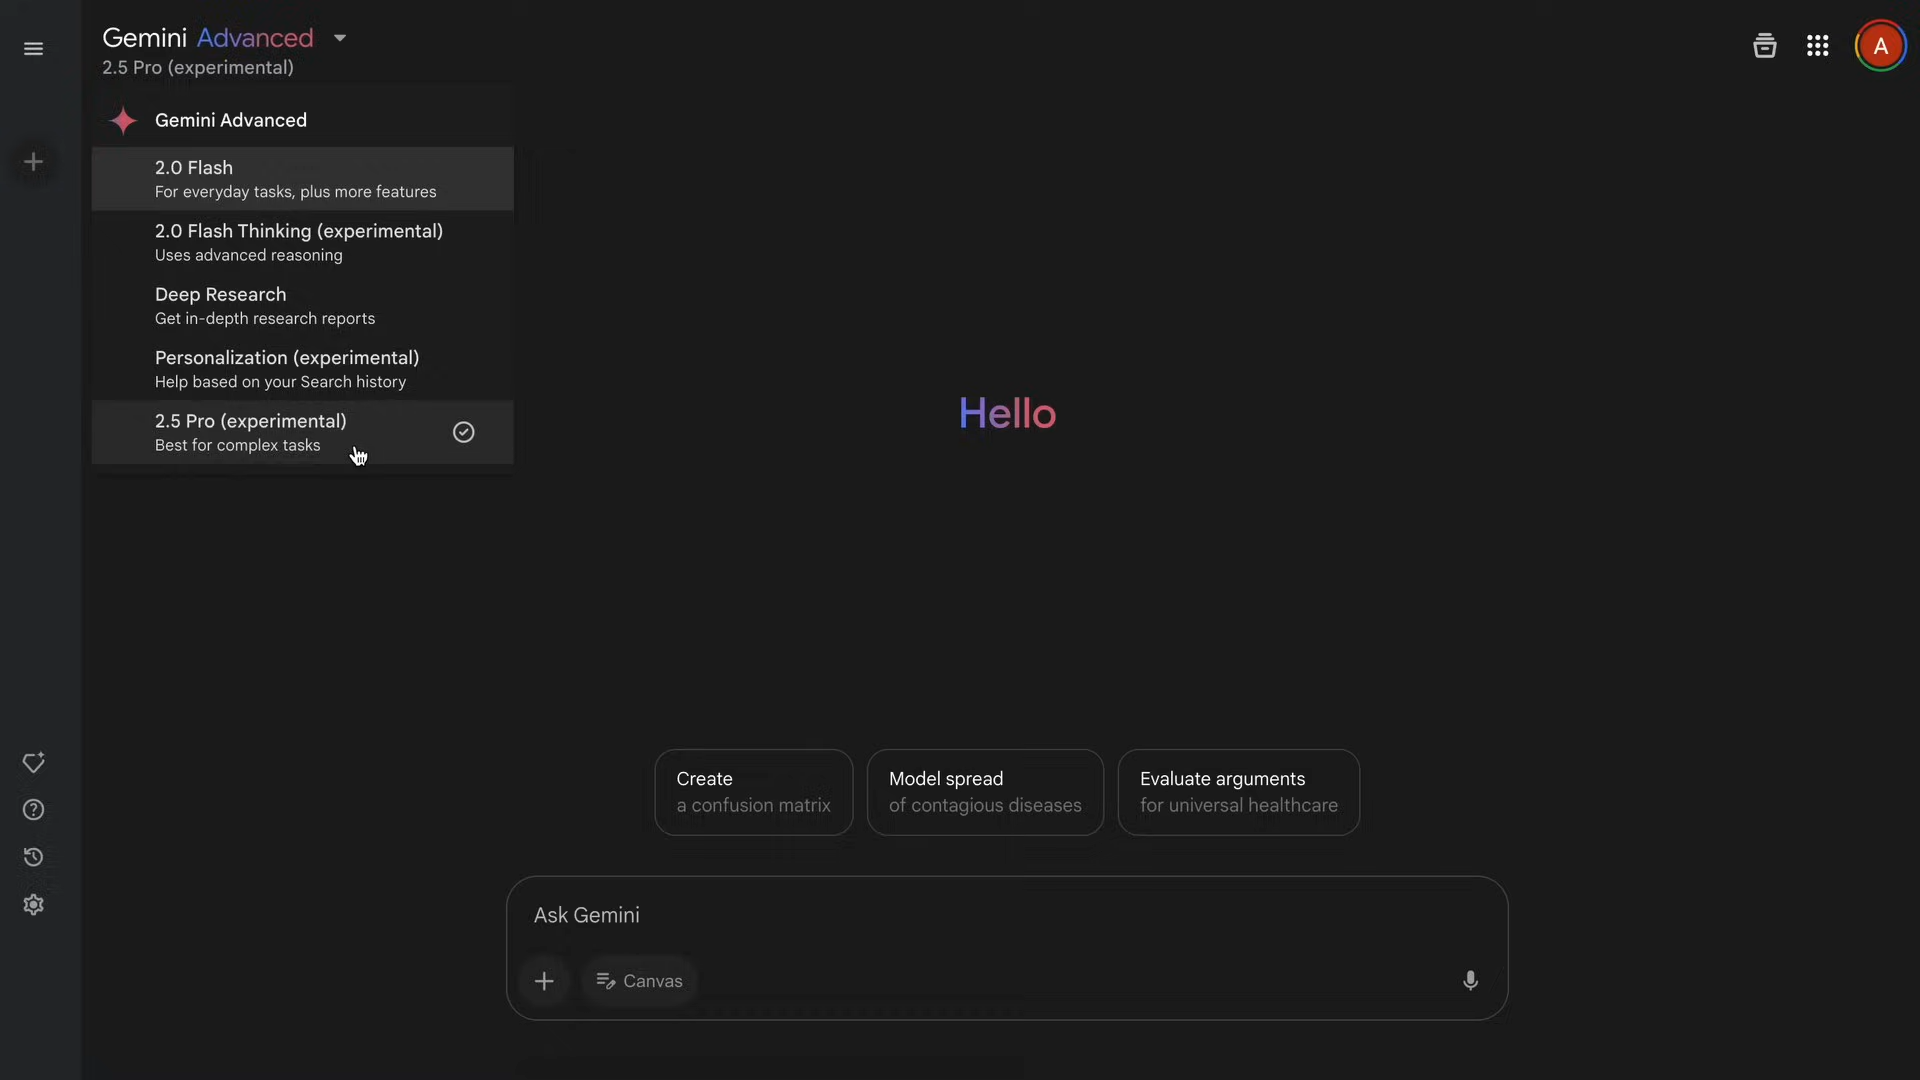 Gemini Advanced
2.5 Pro (experimental)
A
Gemini Advanced
2.0 Flash
For everyday tasks, plus more features
2.0 Flash Thinking (experimental)
Uses advanced reasoning
Deep Research
Get in-depth research reports
Personalization (experimental)
Help based on your Search history
2.5 Pro (experimental)
Best for complex tasks
Hello
Create
a confusion matrix
Model spread
of contagious diseases
Evaluate arguments
for universal healthcare
Ask Gemini
Canvas